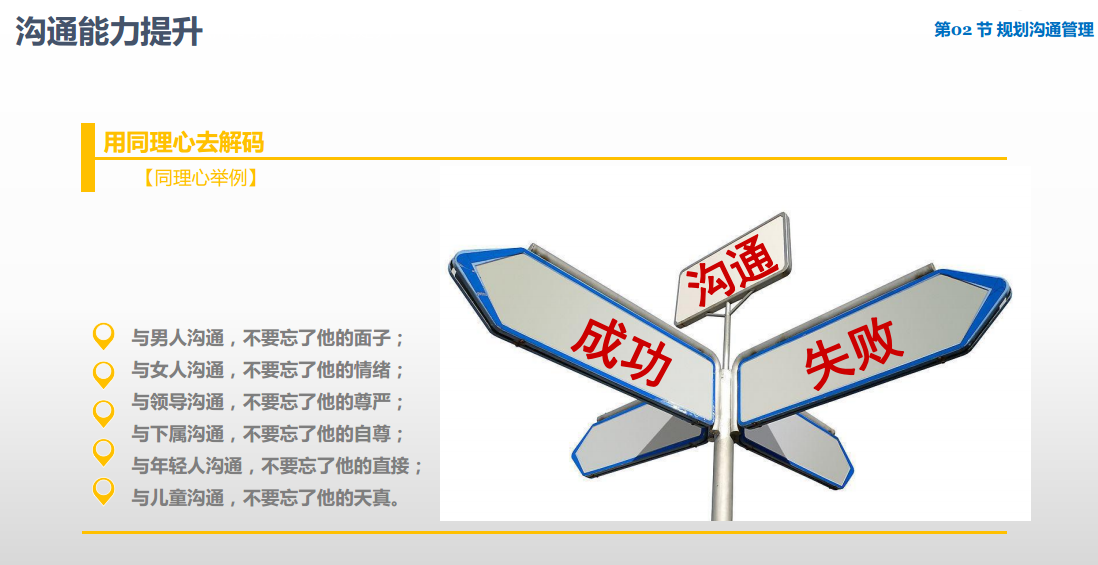 沟通能力提升
第02 节 规划沟通管理
用同理心去解码
【同理心举例】
与男人沟通，不要忘了他的面子；
与女人沟通，不要忘了他的情绪；
与领导沟通，不要忘了他的尊严；
与下属沟通，不要忘了他的自尊；
与年轻人沟通，不要忘了他的直接；
与儿童沟通，不要忘了他的天真。
沟通
成功
失败